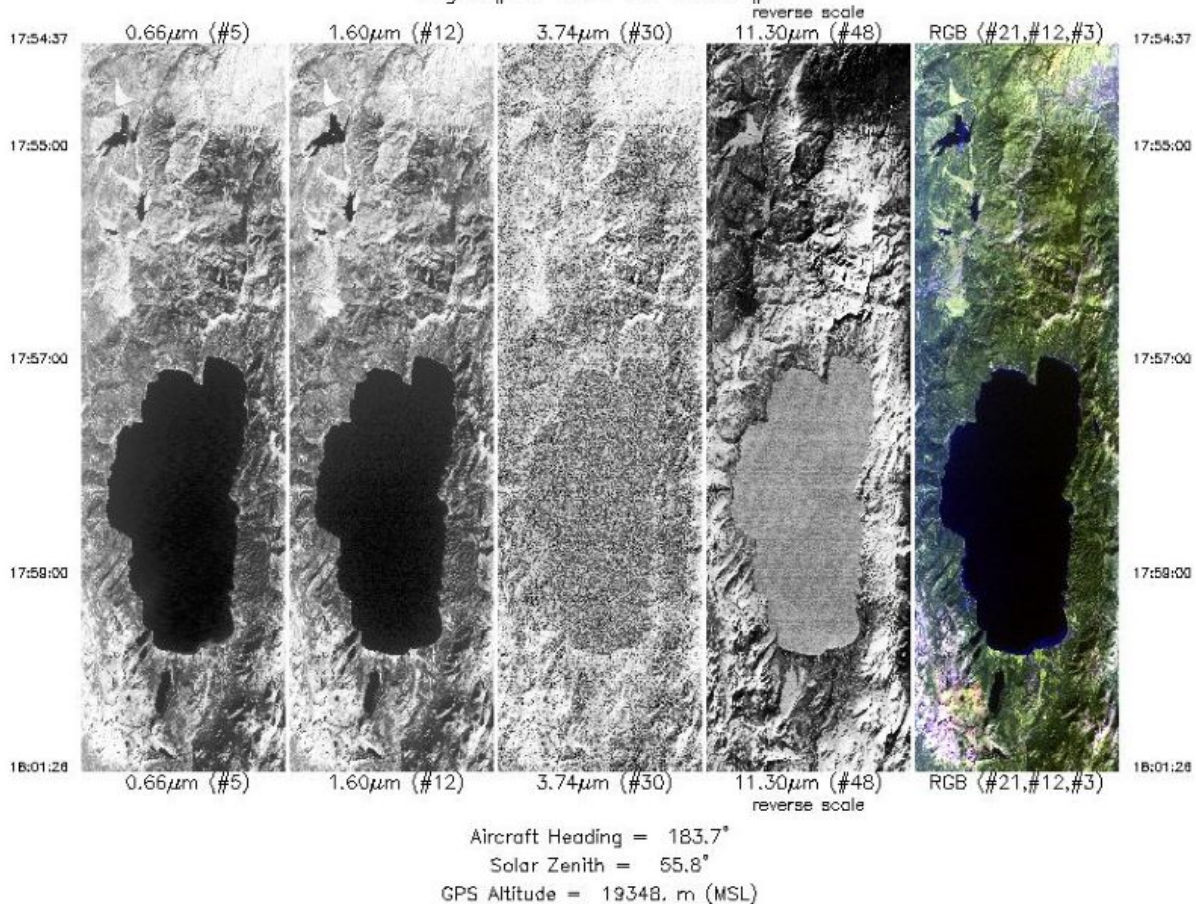 reverse scale
17:54:37 0.66μm (#5) 1.60μm (#12) 3.74μm (#30) 11.30μm (#48) RGB (#21,#12,#3) 17:54:37
17:55:00 17:55:00
17:57:00 17:57:00
17:59:00 17:59:00
18:01:26 0.66μm (#5) 1.60μm (#12) 3.74μm (#30) 11.30μm (#48) RGB (#21,#12,#3) 18:01:26
reverse scale
Aircraft Heading = 183.7°
Solar Zenith = 55.8°
GPS Altitude = 19348. m (MSL)